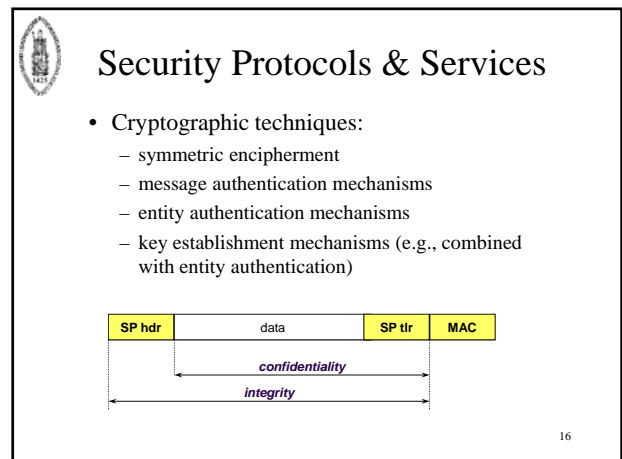 1425
Security Protocols & Services
• Cryptographic techniques:
– symmetric encipherment
– message authentication mechanisms
– entity authentication mechanisms
– key establishment mechanisms (e.g., combined
with entity authentication)
SP hdr data SP tlr MAC
confidentiality
integrity
16